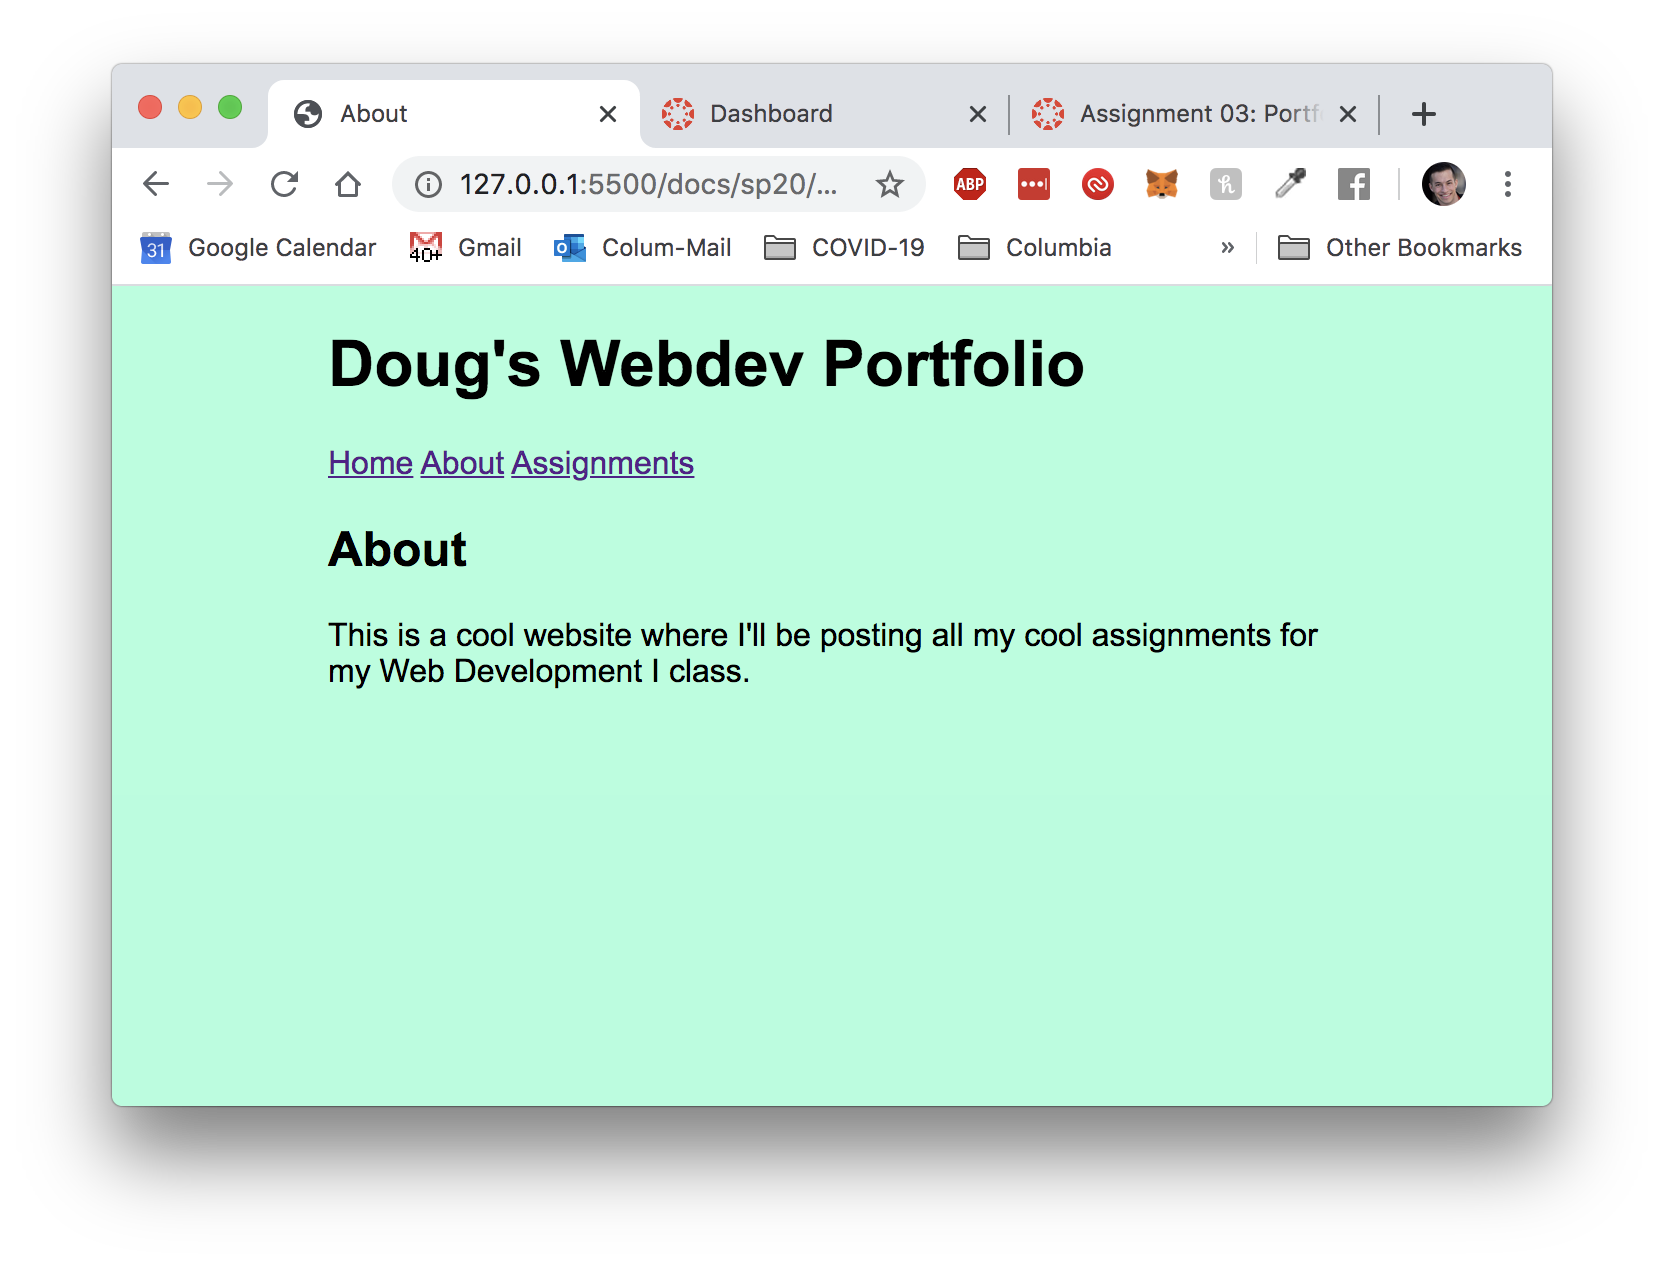 About
Dashboard
Assignment 03: Portf
127.0.0.1:5500/docs/sp20/...
ABP
31
Google Calendar
40+
Gmail
Colum-Mail
COVID-19
Columbia
»
Other Bookmarks
Doug's Webdev Portfolio
Home About Assignments
About
This is a cool website where I'll be posting all my cool assignments for
my Web Development I class.